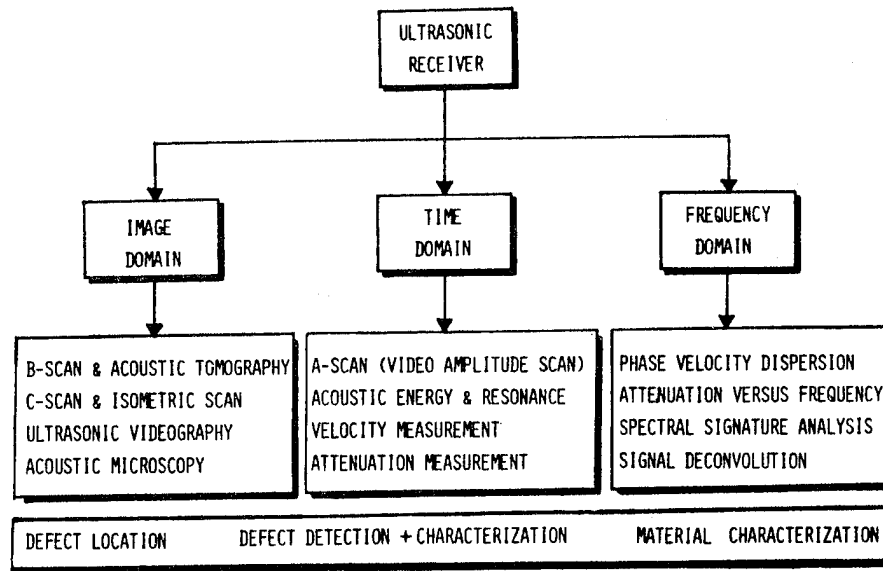 ULTRASONIC
RECEIVER
IMAGE
DOMAIN
TIME
DOMAIN
FREQUENCY
DOMAIN
B-SCAN & ACOUSTIC TOMOGRAPHY
C-SCAN & ISOMETRIC SCAN
ULTRASONIC VIDEOGRAPHY
ACOUSTIC MICROSCOPY
A-SCAN (VIDEO AMPLITUDE SCAN)
ACOUSTIC ENERGY & RESONANCE
VELOCITY MEASUREMENT
ATTENUATION MEASUREMENT
PHASE VELOCITY DISPERSION
ATTENUATION VERSUS FREQUENCY
SPECTRAL SIGNATURE ANALYSIS
SIGNAL DECONVOLUTION
DEFECT LOCATION DEFECT DETECTION + CHARACTERIZATION MATERIAL CHARACTERIZATION